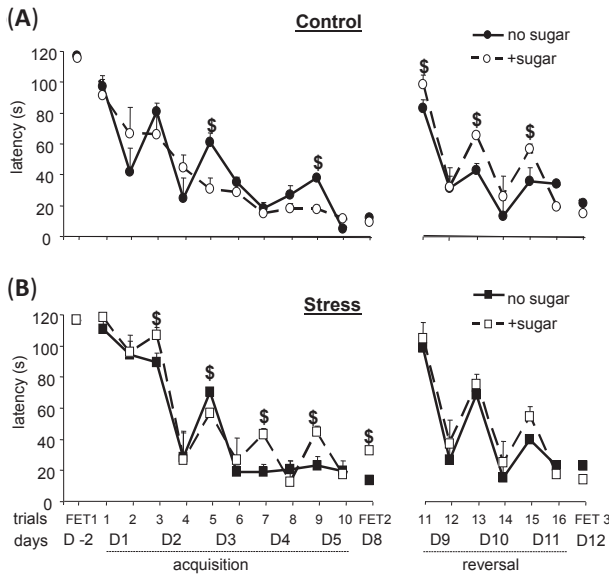 (A) Control
no sugar
+sugar
latency (s)
120
100
80
60
40
20
0
$ $
$ $ $
(B) Stress
no sugar
+sugar
latency (s)
120
100
80
60
40
20
0
$ $ $ $ $
trials FET1 1 2 3 4 5 6 7 8 9 10 FET2 11 12 13 14 15 16 FET 3
days D -2 D1 D2 D3 D4 D5 D8 D9 D10 D11 D12
acquisition reversal